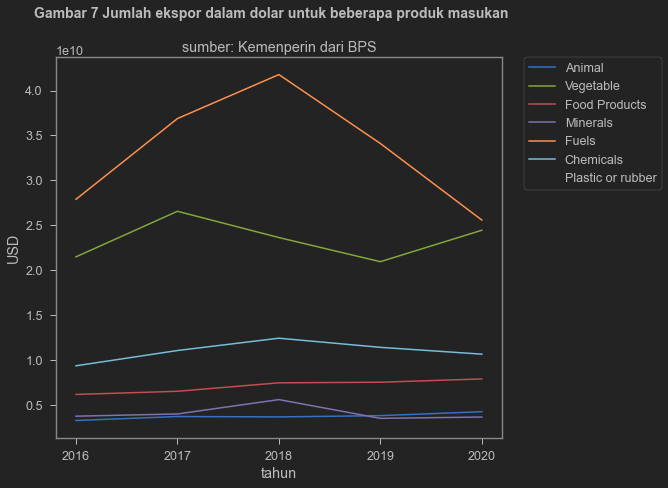 Gambar 7 Jumlah ekspor dalam dolar untuk beberapa produk masukan
sumber: Kemenperin dari BPS
1e10
4.0
3.5
3.0
2.5
2.0
1.5
1.0
0.5
USD
2016 2017 2018 2019 2020
tahun
Animal
Vegetable
Food Products
Minerals
Fuels
Chemicals
Plastic or rubber